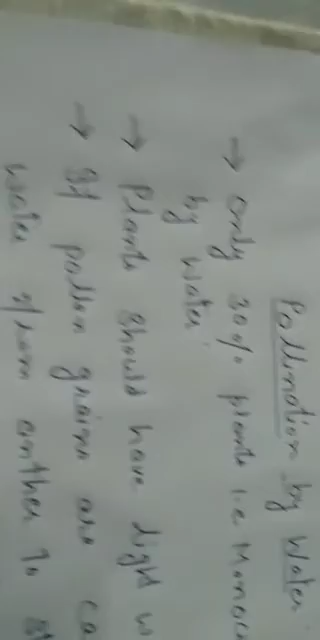 Pollination by Water
→ Only 30% plants i.e Monoc
by water.
→ Plants should have light w
→ If pollen grains are ca
water from anther to st